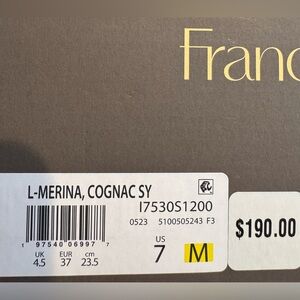 Franc
L-MERINA, COGNAC SY
I7530S1200
0523 5100505243 F3
1 97540 06997 7
US
7 M
UK EUR cm
4.5 37 23.5
$190.00